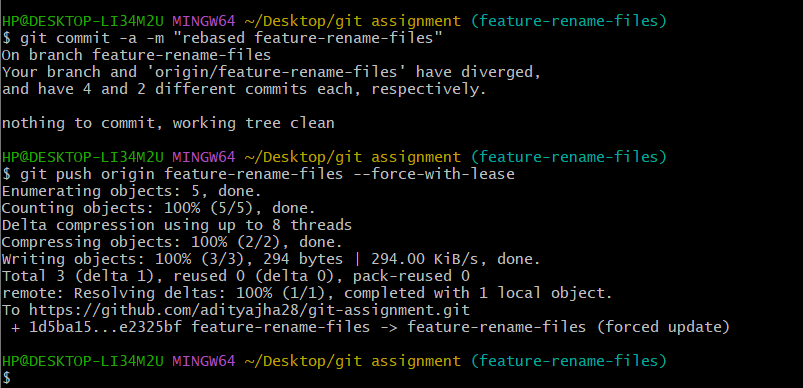 HP@DESKTOP-LI34M2U MINGW64 ~/Desktop/git assignment (feature-rename-files)
$ git commit -a -m "rebased feature-rename-files"
On branch feature-rename-files
Your branch and 'origin/feature-rename-files' have diverged,
and have 4 and 2 different commits each, respectively.
nothing to commit, working tree clean
HP@DESKTOP-LI34M2U MINGW64 ~/Desktop/git assignment (feature-rename-files)
$ git push origin feature-rename-files --force-with-lease
Enumerating objects: 5, done.
Counting objects: 100% (5/5), done.
Delta compression using up to 8 threads
Compressing objects: 100% (2/2), done.
Writing objects: 100% (3/3), 294 bytes | 294.00 KiB/s, done.
Total 3 (delta 1), reused 0 (delta 0), pack-reused 0
remote: Resolving deltas: 100% (1/1), completed with 1 local object.
To https://github.com/adityajha28/git-assignment.git
 + 1d5ba15...e2325bf feature-rename-files -> feature-rename-files (forced update)
HP@DESKTOP-LI34M2U MINGW64 ~/Desktop/git assignment (feature-rename-files)
$